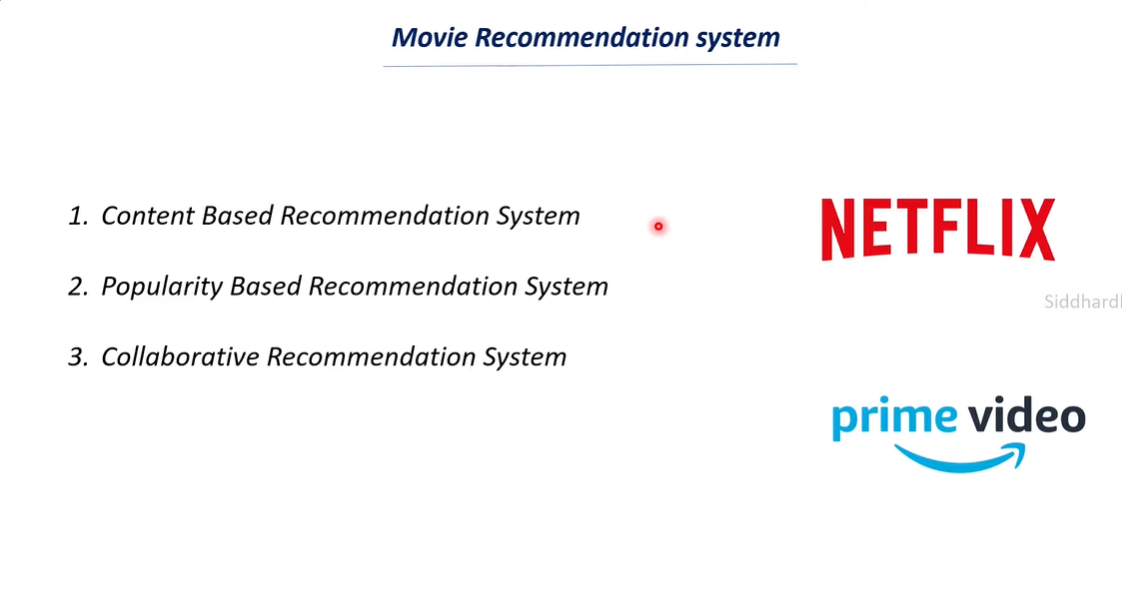 Movie Recommendation system
1. Content Based Recommendation System
NETFLIX
2. Popularity Based Recommendation System
3. Collaborative Recommendation System
prime video